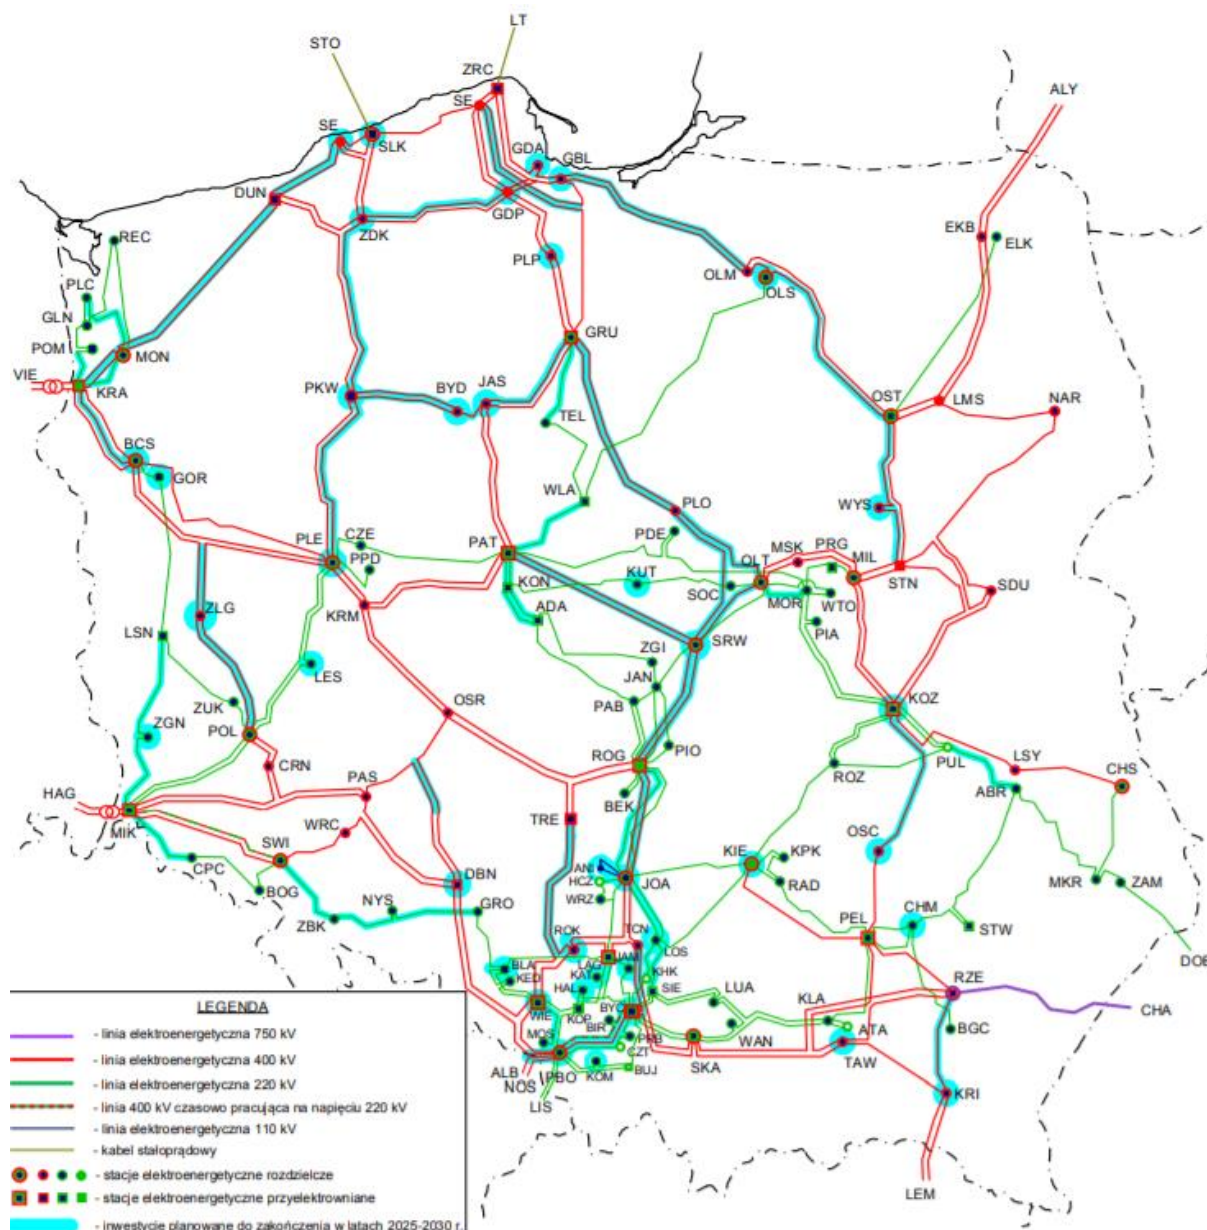 LT
STO
ZRC
SE
SE
SLK
ALY
GDA
GBL
DUN
GDP
ZDK
REC
EKB
ELK
PLP
OLM
OLS
PLC
GLN
POM
MON
GRU
VIE
KRA
PKW
BYD
JAS
OST
LMS
NAR
TEL
BCS
GOR
WLA
PLO
WYS
PLE
CZE
PPD
PAT
PDE
OLT
MSK
PRG
MIL
STN
KON
KUT
SOC
MOR
WTO
SDU
ZLG
KRM
ADA
PIA
LSN
SRW
ZGI
LES
JAN
ZUK
OSR
PAB
KOZ
ZGN
POL
PIO
ROG
PUL
LSY
CHS
CRN
ROZ
HAG
PAS
BEK
ABR
MIK
WRC
TRE
OSC
SWI
ANI
HCZ
JOA
KIE
KPK
CPC
BOG
DBN
WRZ
RAD
MKR
ZAM
NYS
GRO
CHM
ZBK
PEL
STW
ROK
TCN
LOS
DOB
BLA
KED
LAG
JAM
KAT
KHK
HAL
SIE
LUA
KLA
RZE
CHA
WIE
KOP
BYC
MOS
BIR
PRB
WAN
ATA
BGC
ALB
NOS
PBO
CZT
KOM
BUJ
SKA
TAW
KRI
LIS
LEM
LEGENDA
- linia elektroenergetyczna 750 kV
- linia elektroenergetyczna 400 kV
- linia elektroenergetyczna 220 kV
- linia 400 kV czasowo pracująca na napięciu 220 kV
- linia elektroenergetyczna 110 kV
- kabel stałoprądowy
- stacje elektroenergetyczne rozdzielcze
- stacje elektroenergetyczne przyelektrowniane
- inwestycje planowane do zakończenia w latach 2025-2030 r.